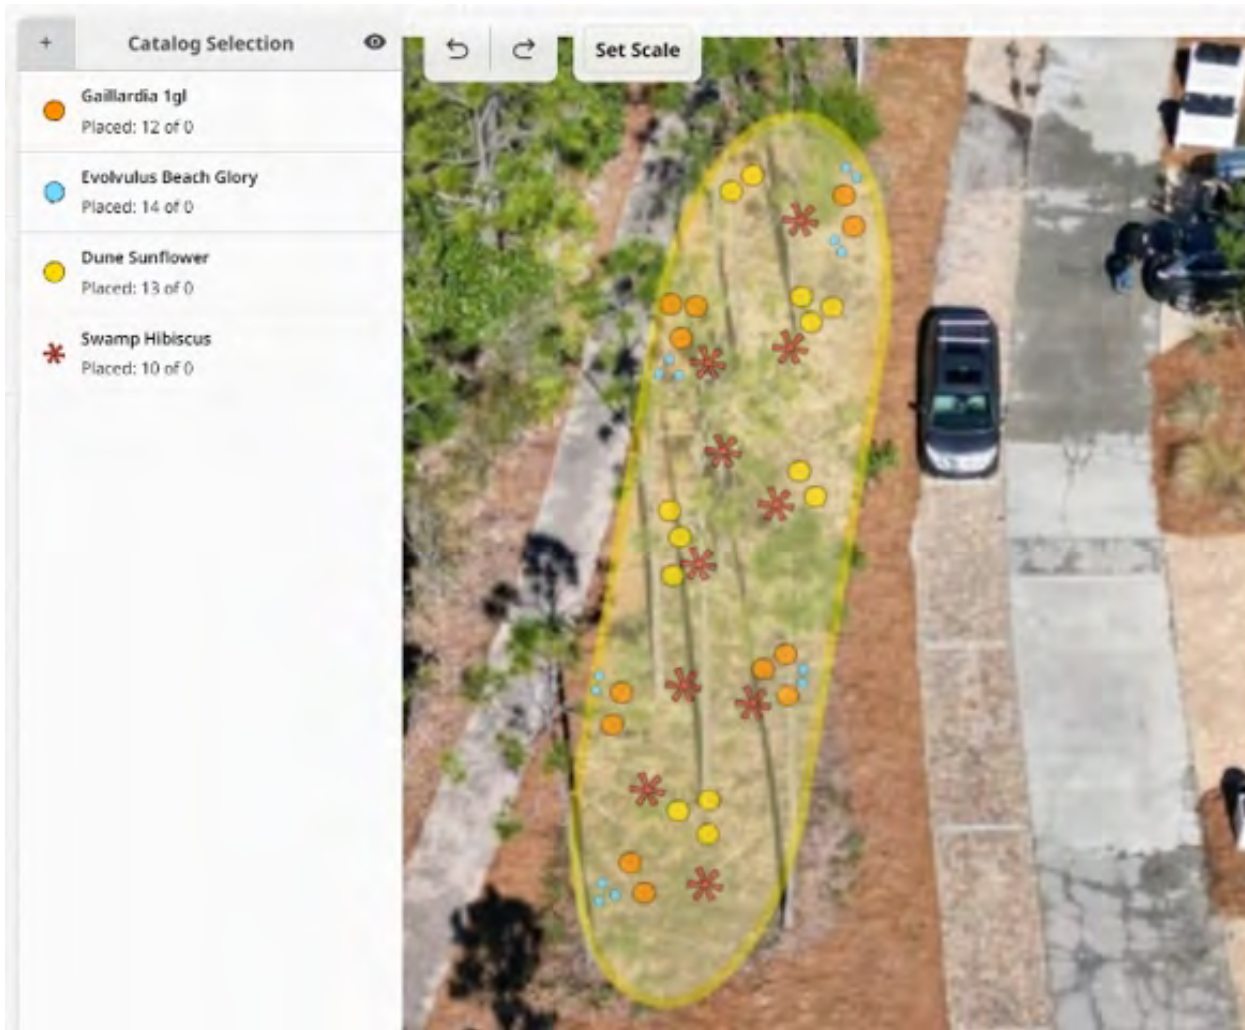 + Catalog Selection
Set Scale
Gaillardia 1gl
Placed: 12 of 0
Evolvulus Beach Glory
Placed: 14 of 0
Dune Sunflower
Placed: 13 of 0
Swamp Hibiscus
Placed: 10 of 0